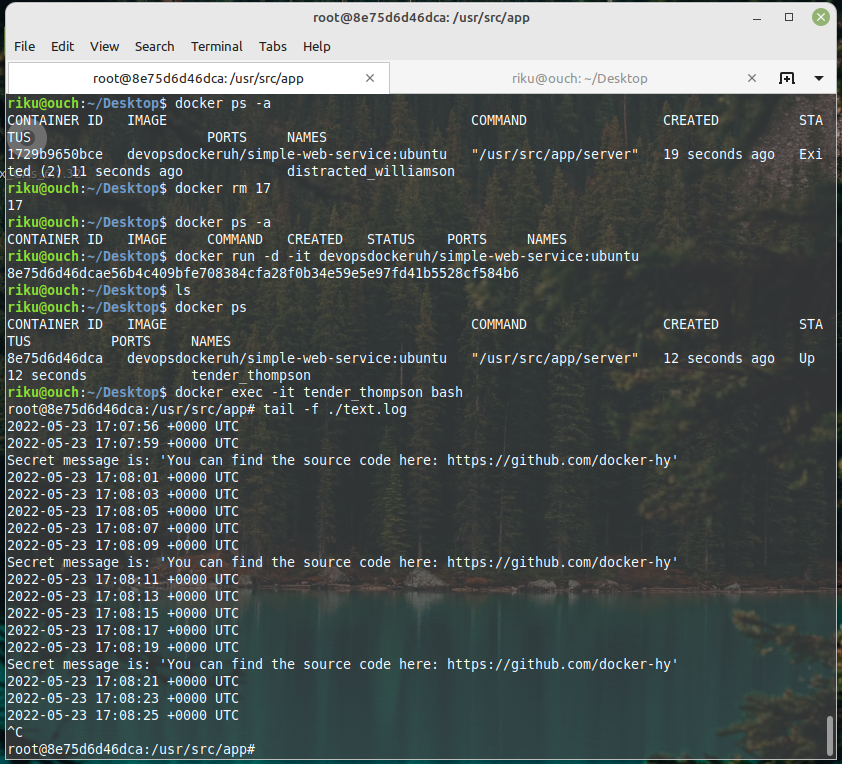 root@8e75d6d46dca: /usr/src/app
File Edit View Search Terminal Tabs Help
root@8e75d6d46dca: /usr/src/app
riku@ouch: ~/Desktop
riku@ouch:~/Desktop$ docker ps -a
CONTAINER ID   IMAGE                                      COMMAND                 CREATED          STA
TUS                      PORTS     NAMES
1729b9650bce   devopsdockeruh/simple-web-service:ubuntu   "/usr/src/app/server"   19 seconds ago   Exi
ted (2) 11 seconds ago             distracted_williamson
riku@ouch:~/Desktop$ docker rm 17
17
riku@ouch:~/Desktop$ docker ps -a
CONTAINER ID   IMAGE     COMMAND   CREATED   STATUS    PORTS     NAMES
riku@ouch:~/Desktop$ docker run -d -it devopsdockeruh/simple-web-service:ubuntu
8e75d6d46dcae56b4c409bfe708384cfa28f0b34e59e5e97fd41b5528cf584b6
riku@ouch:~/Desktop$ ls
riku@ouch:~/Desktop$ docker ps
CONTAINER ID   IMAGE                                      COMMAND                 CREATED          STA
TUS          PORTS     NAMES
8e75d6d46dca   devopsdockeruh/simple-web-service:ubuntu   "/usr/src/app/server"   12 seconds ago   Up
12 seconds             tender_thompson
riku@ouch:~/Desktop$ docker exec -it tender_thompson bash
root@8e75d6d46dca:/usr/src/app# tail -f ./text.log
2022-05-23 17:07:56 +0000 UTC
2022-05-23 17:07:59 +0000 UTC
Secret message is: 'You can find the source code here: https://github.com/docker-hy'
2022-05-23 17:08:01 +0000 UTC
2022-05-23 17:08:03 +0000 UTC
2022-05-23 17:08:05 +0000 UTC
2022-05-23 17:08:07 +0000 UTC
2022-05-23 17:08:09 +0000 UTC
Secret message is: 'You can find the source code here: https://github.com/docker-hy'
2022-05-23 17:08:11 +0000 UTC
2022-05-23 17:08:13 +0000 UTC
2022-05-23 17:08:15 +0000 UTC
2022-05-23 17:08:17 +0000 UTC
2022-05-23 17:08:19 +0000 UTC
Secret message is: 'You can find the source code here: https://github.com/docker-hy'
2022-05-23 17:08:21 +0000 UTC
2022-05-23 17:08:23 +0000 UTC
2022-05-23 17:08:25 +0000 UTC
^C
root@8e75d6d46dca:/usr/src/app#